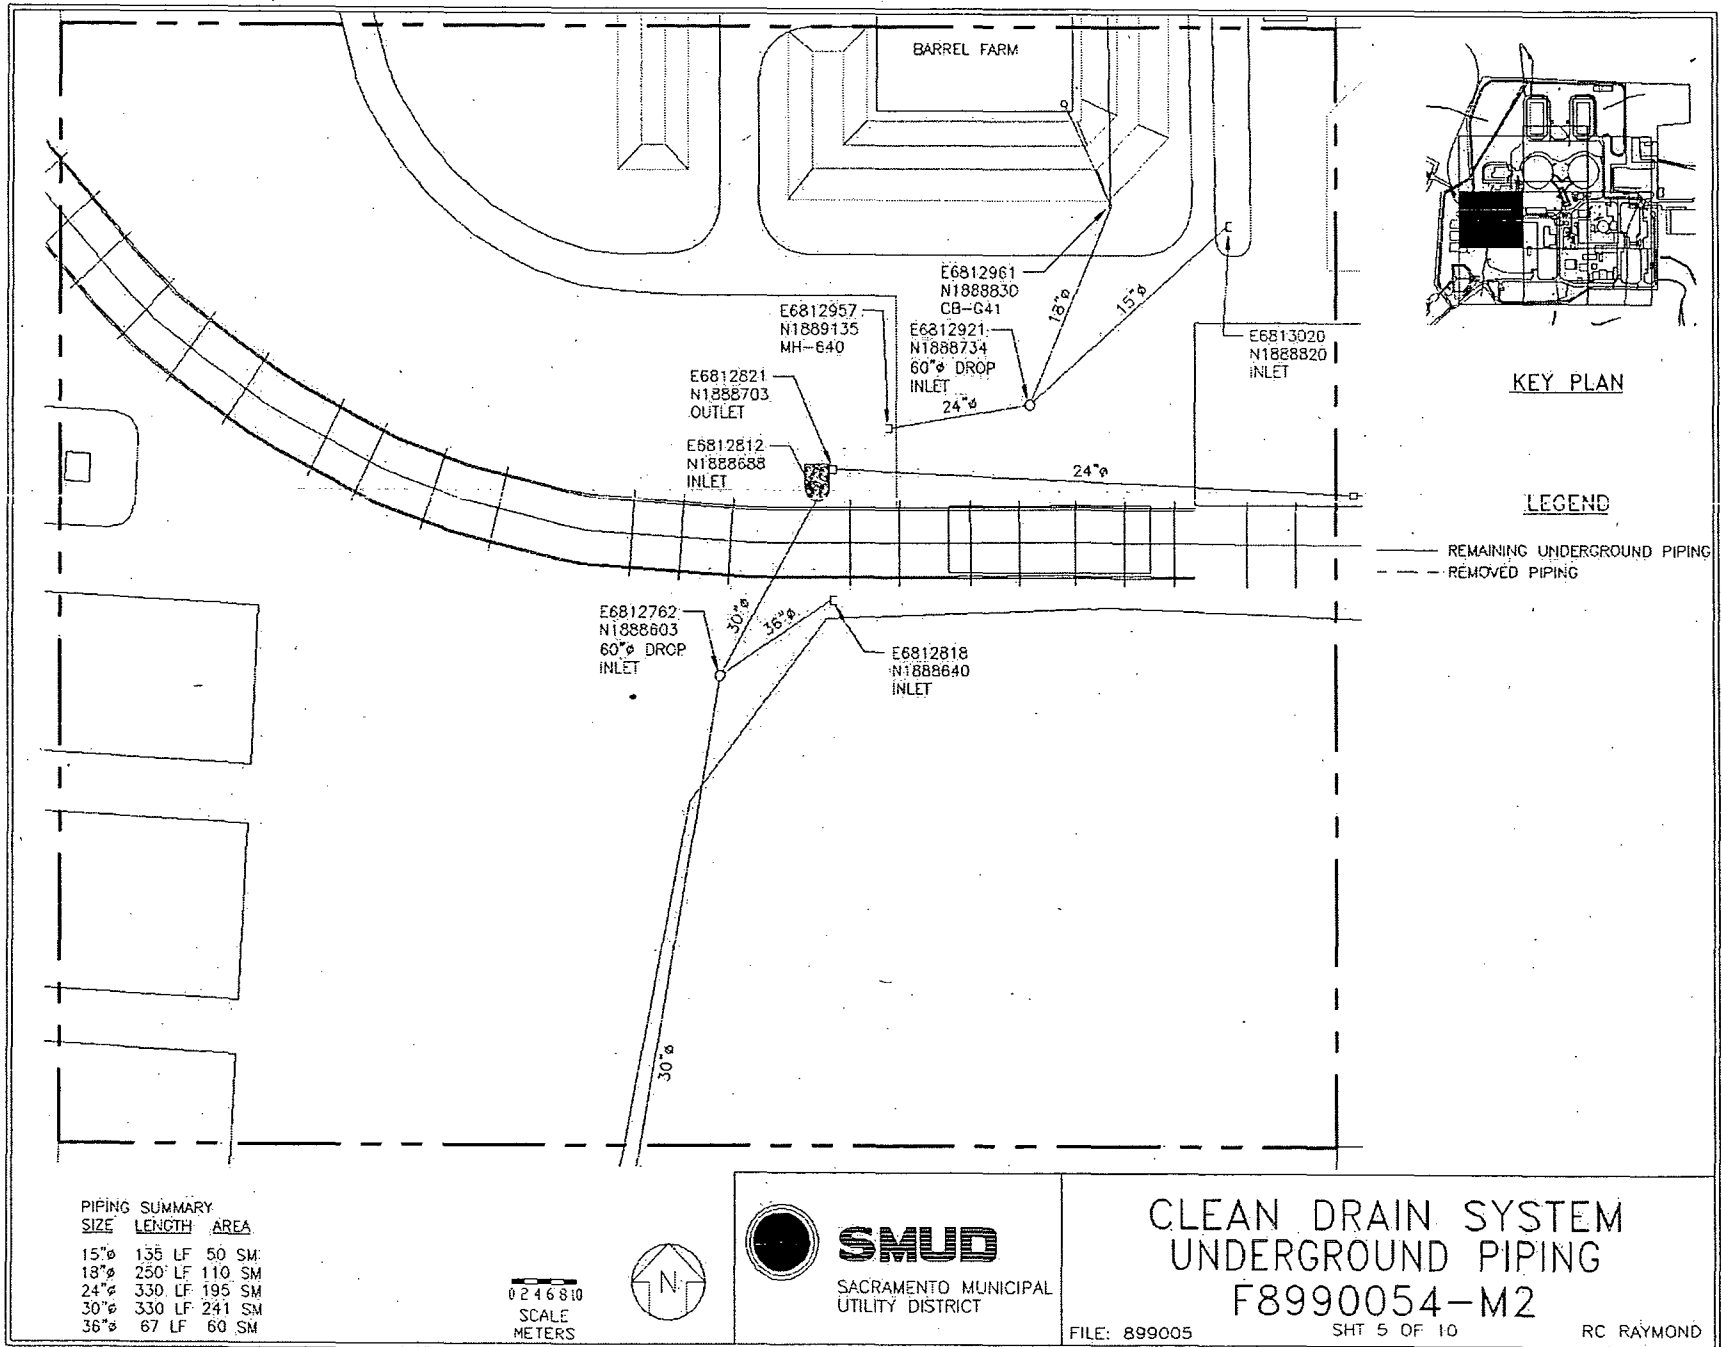 BARREL FARM
E6812961
N1888830
CB-G41
18"ø
15"ø
E6812957
N1889135
MH-640
E6812921
N1888734
60"ø DROP
INLET
24"ø
E6813020
N1888820
INLET
E6812821
N1888703
OUTLET
E6812812
N1888688
INLET
24"ø
E6812762
N1888603
60"ø DROP
INLET
30"ø
36"ø
E6812818
N1888640
INLET
30"ø
KEY PLAN
LEGEND
REMAINING UNDERGROUND PIPING
REMOVED PIPING
PIPING SUMMARY
SIZE LENGTH AREA
15"ø 135 LF 50 SM
18"ø 250 LF 110 SM
24"ø 330 LF 195 SM
30"ø 330 LF 241 SM
36"ø 67 LF 60 SM
0 2 4 6 8 10
SCALE
METERS
N
SMUD
SACRAMENTO MUNICIPAL
UTILITY DISTRICT
CLEAN DRAIN SYSTEM
UNDERGROUND PIPING
F8990054-M2
FILE: 899005 SHT 5 OF 10 RC RAYMOND